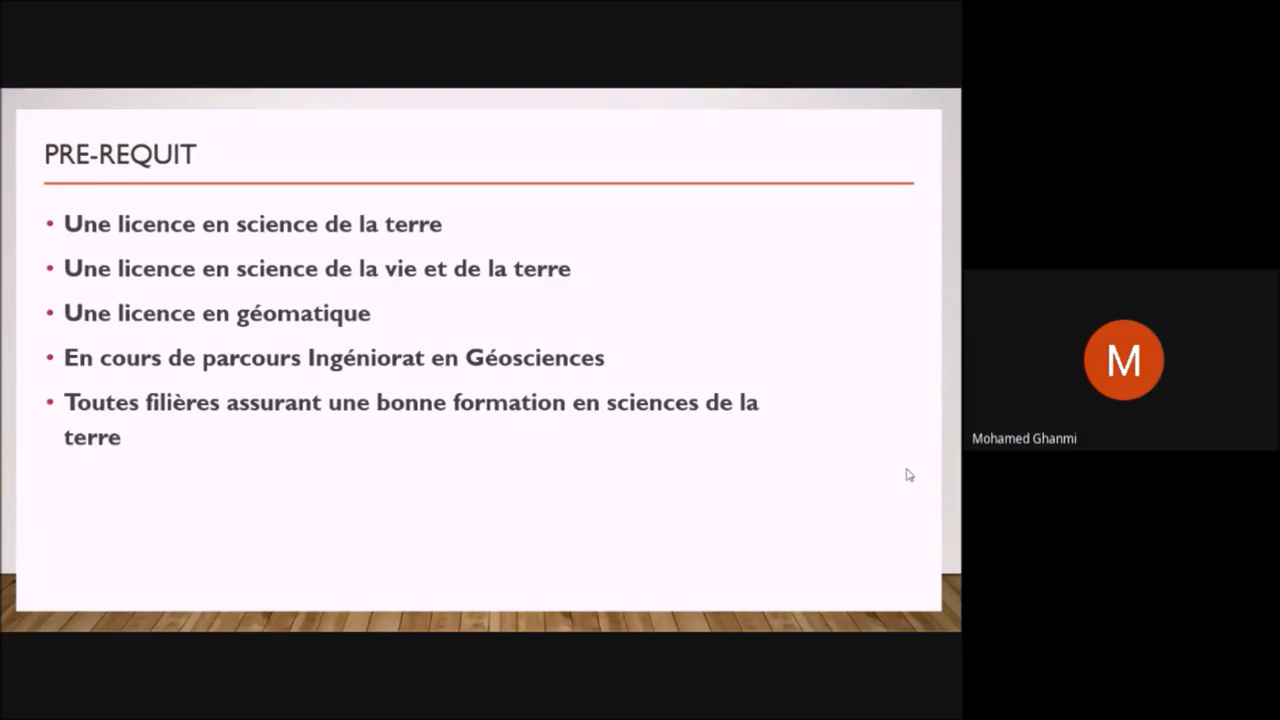 PRE-REQUIT
• Une licence en science de la terre
• Une licence en science de la vie et de la terre
• Une licence en géomatique
• En cours de parcours Ingéniorat en Géosciences
• Toutes filières assurant une bonne formation en sciences de la
terre
M
Mohamed Ghanmi